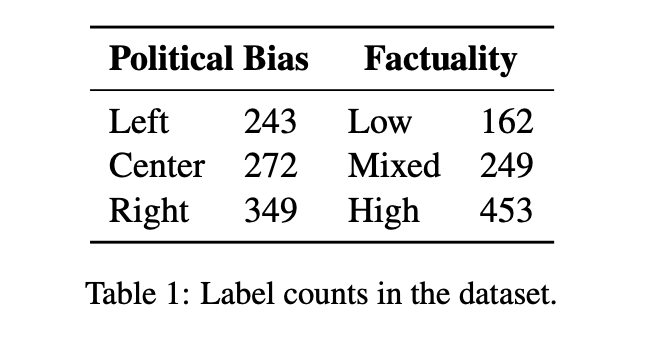 Political Bias Factuality
Left 243 Low 162
Center 272 Mixed 249
Right 349 High 453
Table 1: Label counts in the dataset.